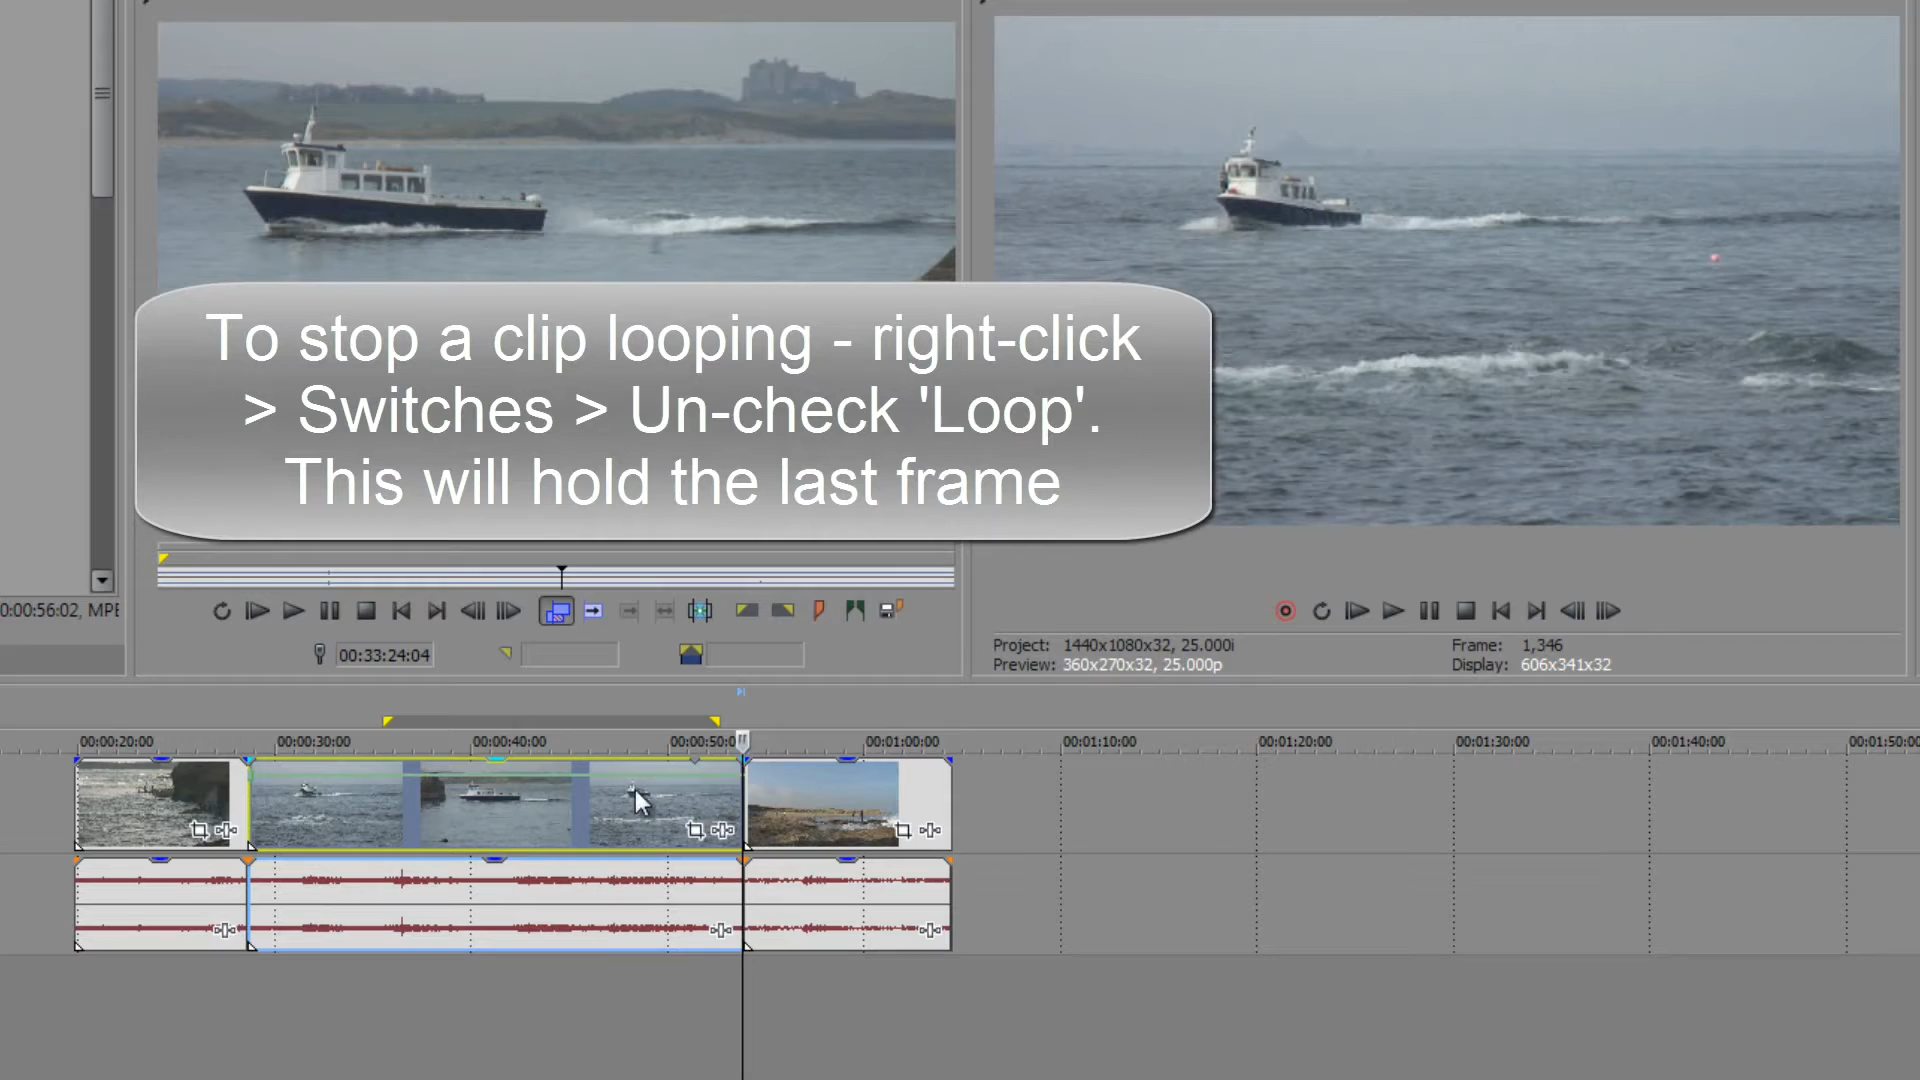 To stop a clip looping - right-click
> Switches > Un-check 'Loop'.
This will hold the last frame
0:00:56:02, MPE
00:33:24:04
Project: 1440x1080x32, 25.000i
Preview: 360x270x32, 25.000p
Frame: 1,346
Display: 606x341x32
00:00:20:00 00:00:30:00 00:00:40:00 00:00:50:0 00:01:00:00 00:01:10:00 00:01:20:00 00:01:30:00 00:01:40:00 00:01:50:00